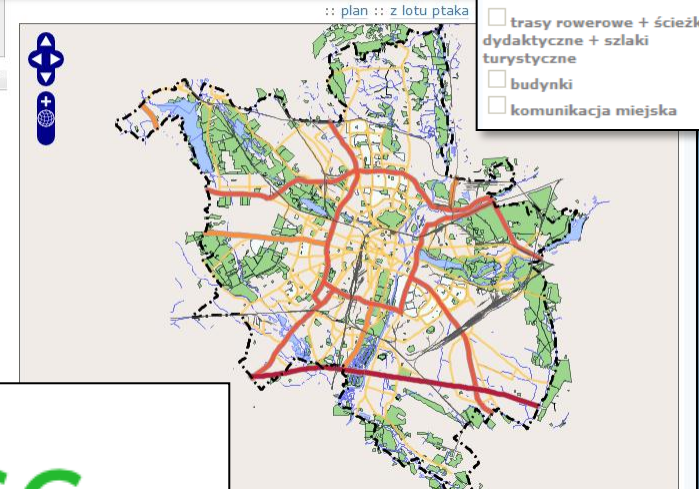 :: plan :: z lotu ptaka
trasy rowerowe + ścieżk
dydaktyczne + szlaki
turystyczne
budynki
komunikacja miejska